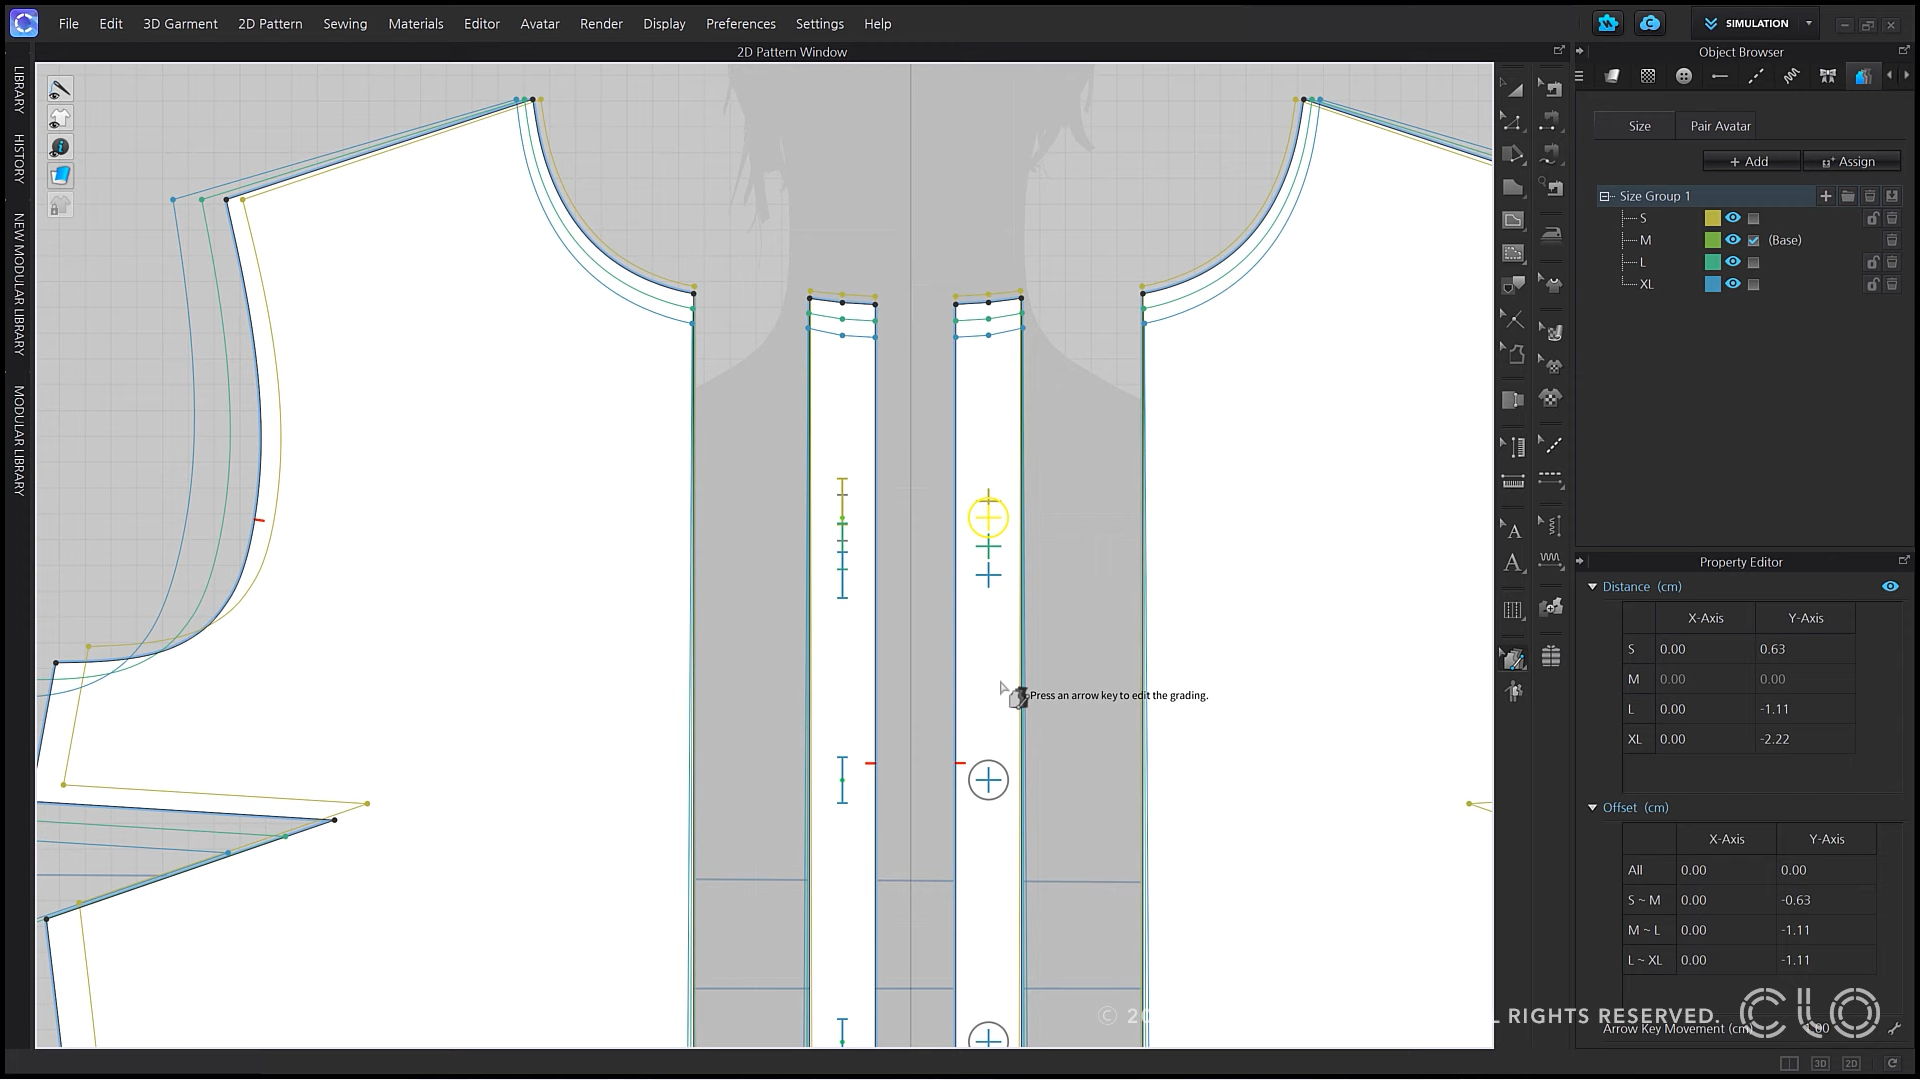 File Edit 3D Garment 2D Pattern Sewing Materials Editor Avatar Render Display Preferences Settings Help
SIMULATION
2D Pattern Window
Object Browser
LIBRARY
HISTORY
NEW MODULAR LIBRARY
MODULAR LIBRARY
Size Pair Avatar
+ Add Assign
Size Group 1
S
M (Base)
L
XL
Press an arrow key to edit the grading.
Property Editor
Distance (cm)
X-Axis Y-Axis
S 0.00 0.63
M 0.00 0.00
L 0.00 -1.11
XL 0.00 -2.22
Offset (cm)
X-Axis Y-Axis
All 0.00 0.00
S ~ M 0.00 -0.63
M ~ L 0.00 -1.11
L ~ XL 0.00 -1.11
RIGHTS RESERVED. CLO
Arrow Key Movement (cm) 1.00
3D 2D